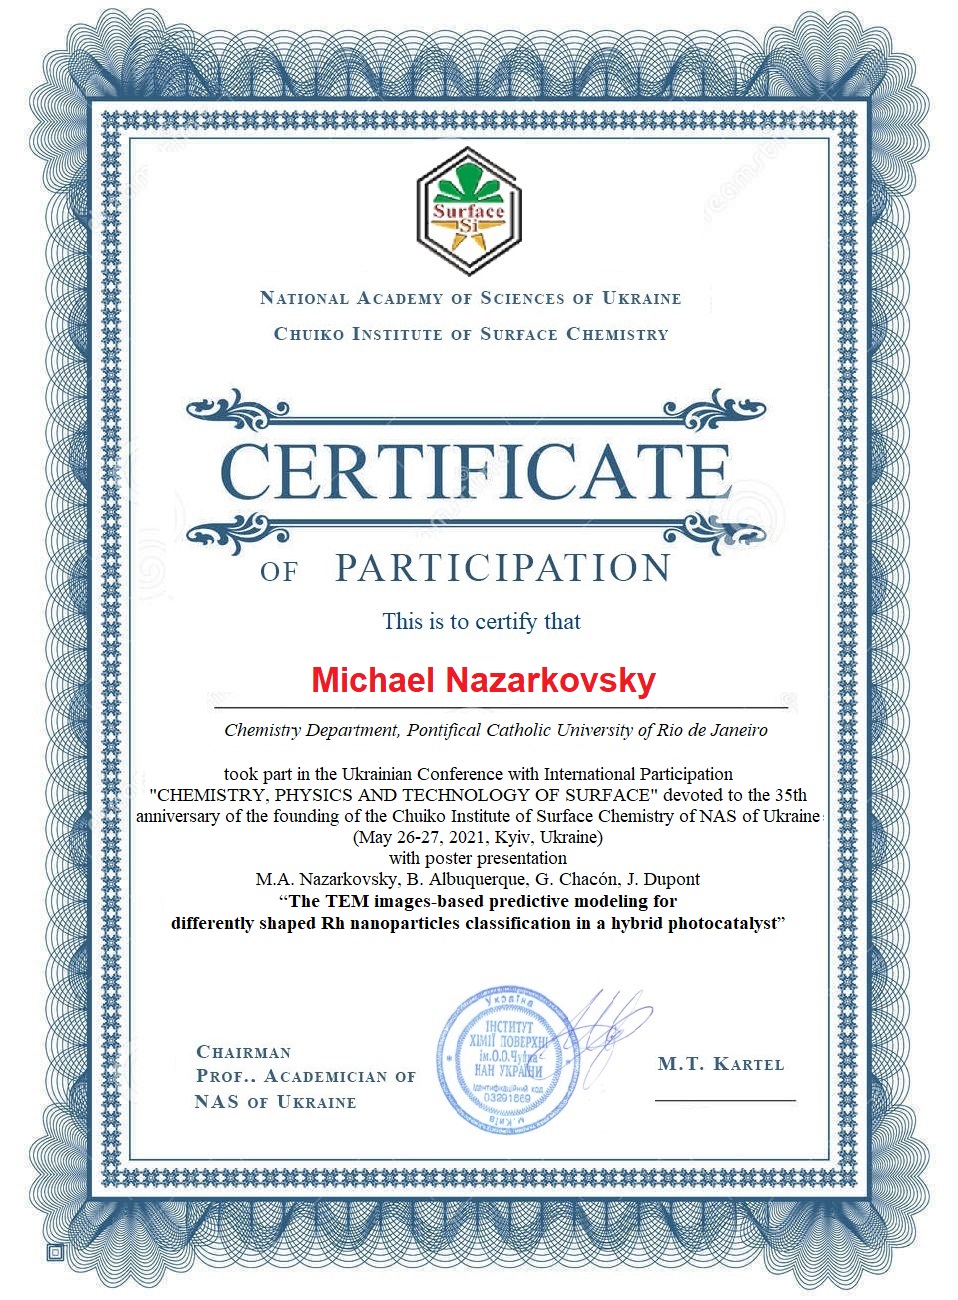 Surface
Si
NATIONAL ACADEMY OF SCIENCES OF UKRAINE
CHUIKO INSTITUTE OF SURFACE CHEMISTRY
CERTIFICATE
OF PARTICIPATION
This is to certify that
Michael Nazarkovsky
Chemistry Department, Pontifical Catholic University of Rio de Janeiro
took part in the Ukrainian Conference with International Participation
"CHEMISTRY, PHYSICS AND TECHNOLOGY OF SURFACE" devoted to the 35th
anniversary of the founding of the Chuiko Institute of Surface Chemistry of NAS of Ukraine
(May 26-27, 2021, Kyiv, Ukraine)
with poster presentation
M.A. Nazarkovsky, B. Albuquerque, G. Chacón, J. Dupont
“The TEM images-based predictive modeling for
differently shaped Rh nanoparticles classification in a hybrid photocatalyst”
Україна
ІНСТИТУТ
ХІМІЇ ПОВЕРХНІ
ім.О.О.Чуйка
НАН УКРАЇНИ
Ідентифікаційний код
03291669
м.Київ
CHAIRMAN
PROF.. ACADEMICIAN OF
NAS OF UKRAINE
M.T. KARTEL